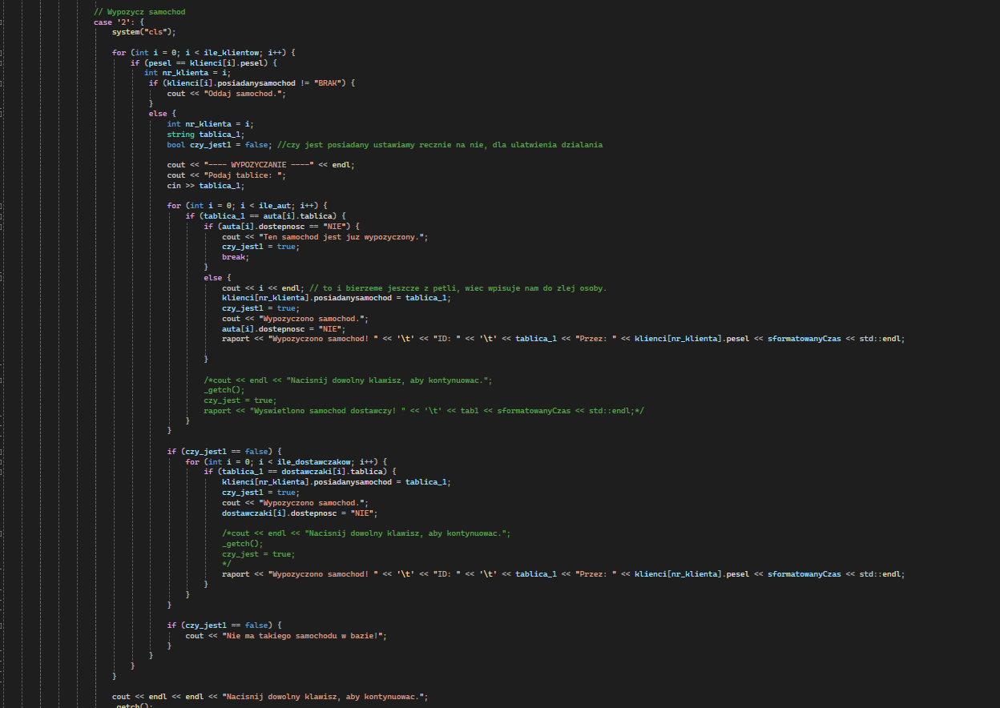 // Wypozycz samochod
case '2': {
system("cls");
for (int i = 0; i < ile_klientow; i++) {
if (pesel == klienci[i].pesel) {
int nr_klienta = i;
if (klienci[i].posiadanysamochod != "BRAK") {
cout << "Oddaj samochod.";
}
else {
int nr_klienta = i;
string tablica_1;
bool czy_jest1 = false; //czy jest posiadany ustawiamy recznie na nie, dla ulatwienia dzialania
cout << "---- WYPOZYCZANIE ----" << endl;
cout << "Podaj tablice: ";
cin >> tablica_1;
for (int i = 0; i < ile_aut; i++) {
if (tablica_1 == auta[i].tablica) {
if (auta[i].dostepnosc == "NIE") {
cout << "Ten samochod jest juz wypozyczony.";
czy_jest1 = true;
break;
}
else {
cout << i << endl; // to i bierzeme jeszcze z petli, wiec wpisuje nam do zlej osoby.
klienci[nr_klienta].posiadanysamochod = tablica_1;
czy_jest1 = true;
cout << "Wypozyczono samochod.";
auta[i].dostepnosc = "NIE";
raport << "Wypozyczono samochod! " << '\t' << "ID: " << '\t' << tablica_1 << "Przez: " << klienci[nr_klienta].pesel << sformatowanyCzas << std::endl;
}
/*cout << endl << "Nacisnij dowolny klawisz, aby kontynuowac.";
_getch();
czy_jest = true;
raport << "Wyswietlono samochod dostawczy! " << '\t' << tab1 << sformatowanyCzas << std::endl;*/
}
}
if (czy_jest1 == false) {
for (int i = 0; i < ile_dostawczakow; i++) {
if (tablica_1 == dostawczaki[i].tablica) {
klienci[nr_klienta].posiadanysamochod = tablica_1;
czy_jest1 = true;
cout << "Wypozyczono samochod.";
dostawczaki[i].dostepnosc = "NIE";
/*cout << endl << "Nacisnij dowolny klawisz, aby kontynuowac.";
_getch();
czy_jest = true;
*/
raport << "Wypozyczono samochod! " << '\t' << "ID: " << '\t' << tablica_1 << "Przez: " << klienci[nr_klienta].pesel << sformatowanyCzas << std::endl;
}
}
}
if (czy_jest1 == false) {
cout << "Nie ma takiego samochodu w bazie!";
}
}
}
}
cout << endl << endl << "Nacisnij dowolny klawisz, aby kontynuowac.";
_getch();